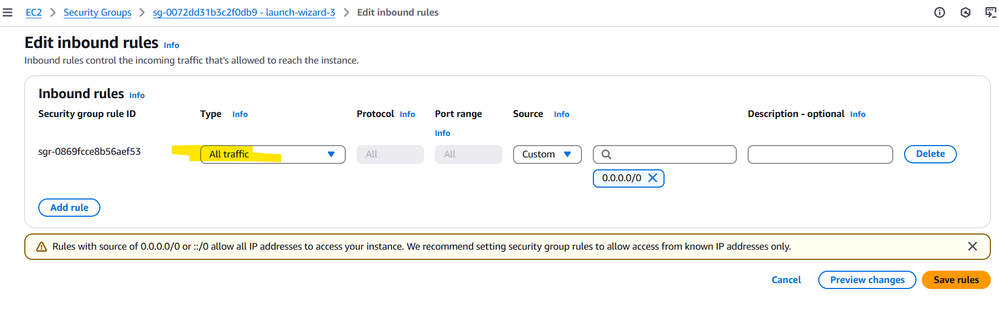 EC2 > Security Groups > sg-0072dd31b3c2f0db9 - launch-wizard-3 > Edit inbound rules
Edit inbound rules Info
Inbound rules control the incoming traffic that's allowed to reach the instance.
Inbound rules Info
Security group rule ID Type Info Protocol Info Port range Source Info Description - optional Info
Info
sgr-0869fcce8b56aef53 All traffic All All Custom Delete
0.0.0.0/0
Add rule
Rules with source of 0.0.0.0/0 or ::/0 allow all IP addresses to access your instance. We recommend setting security group rules to allow access from known IP addresses only.
Cancel Preview changes Save rules